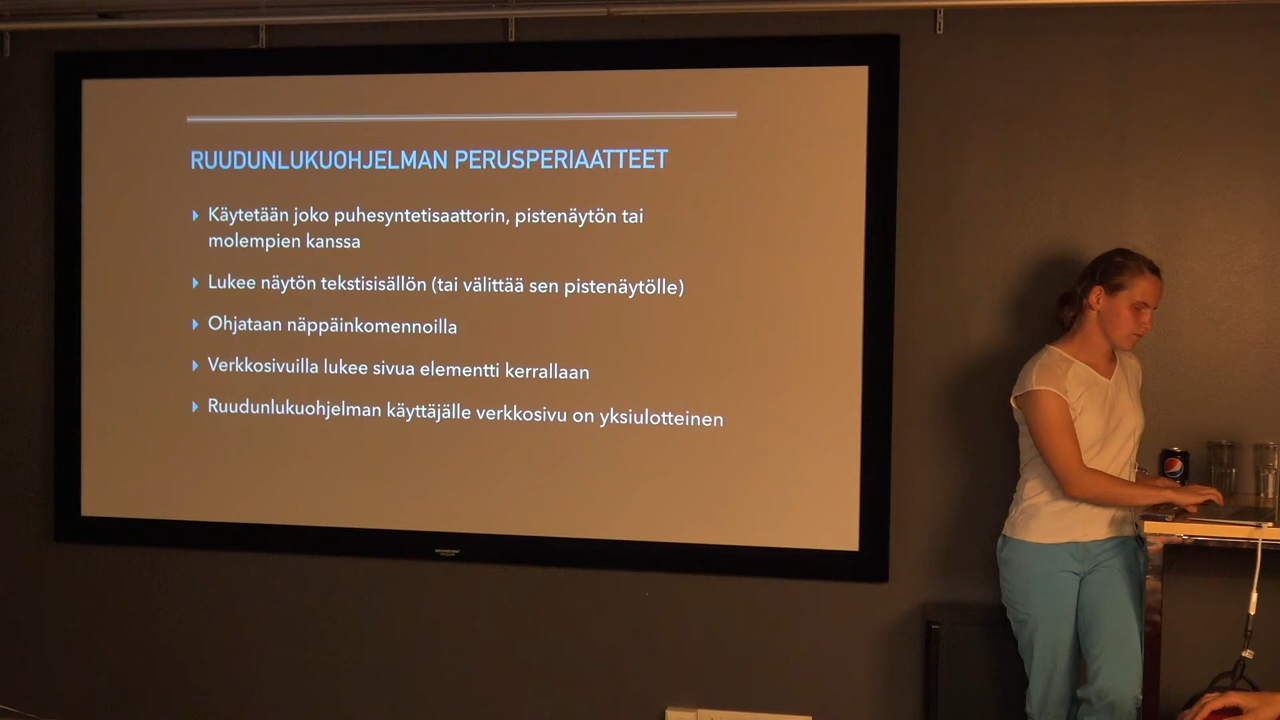 RUUDUNLUKUOHJELMAN PERUSPERIAATTEET
Käytetään joko puhesyntetisaattorin, pistenäytön tai
molempien kanssa
Lukee näytön tekstisisällön (tai välittää sen pistenäytölle)
Ohjataan näppäinkomennoilla
Verkkosivuilla lukee sivua elementti kerrallaan
Ruudunlukuohjelman käyttäjälle verkkosivu on yksiulotteinen